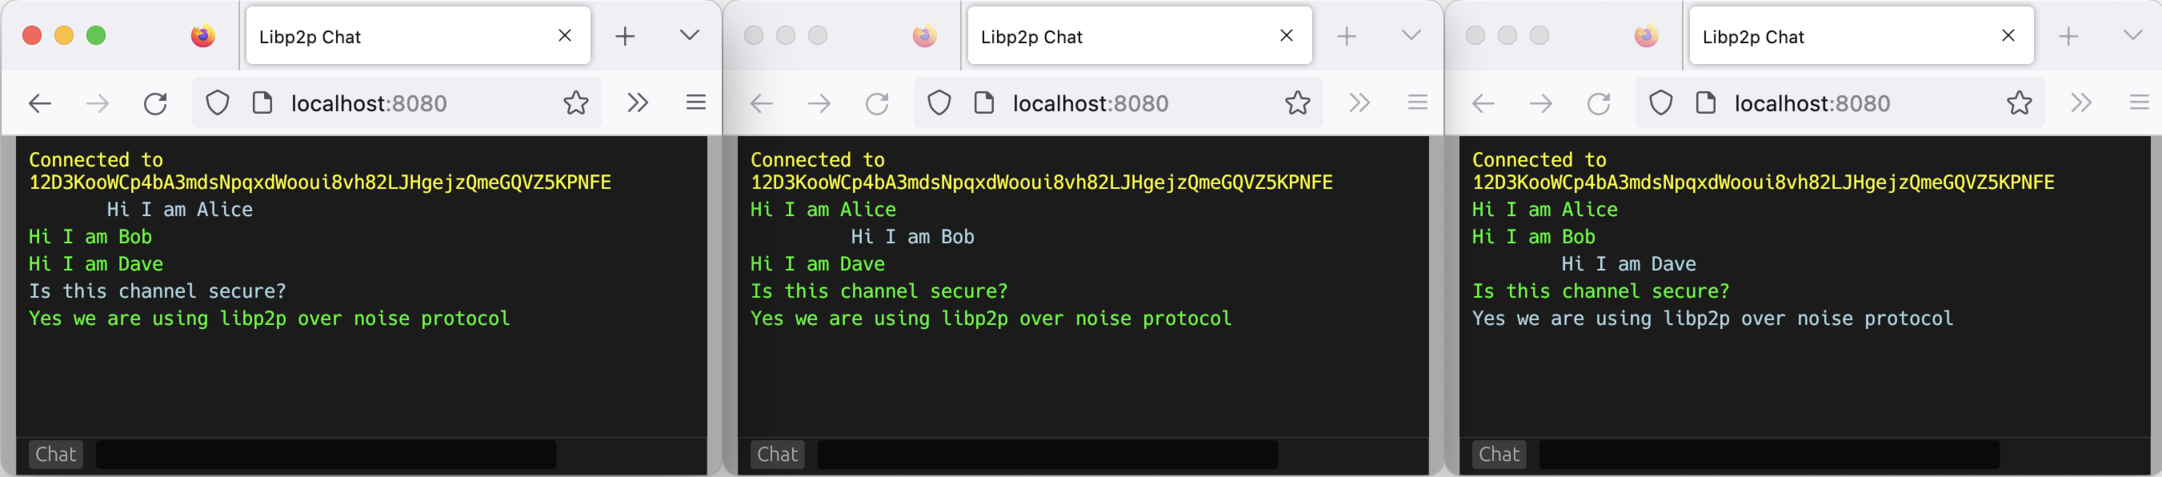 Libp2p Chat
localhost:8080
Connected to
12D3KooWCp4bA3mdsNpqxdWooui8vh82LJHgejzQmeGQVZ5KPNFE
Hi I am Alice
Hi I am Bob
Hi I am Dave
Is this channel secure?
Yes we are using libp2p over noise protocol
Chat
Libp2p Chat
localhost:8080
Connected to
12D3KooWCp4bA3mdsNpqxdWooui8vh82LJHgejzQmeGQVZ5KPNFE
Hi I am Alice
Hi I am Bob
Hi I am Dave
Is this channel secure?
Yes we are using libp2p over noise protocol
Chat
Libp2p Chat
localhost:8080
Connected to
12D3KooWCp4bA3mdsNpqxdWooui8vh82LJHgejzQmeGQVZ5KPNFE
Hi I am Alice
Hi I am Bob
Hi I am Dave
Is this channel secure?
Yes we are using libp2p over noise protocol
Chat